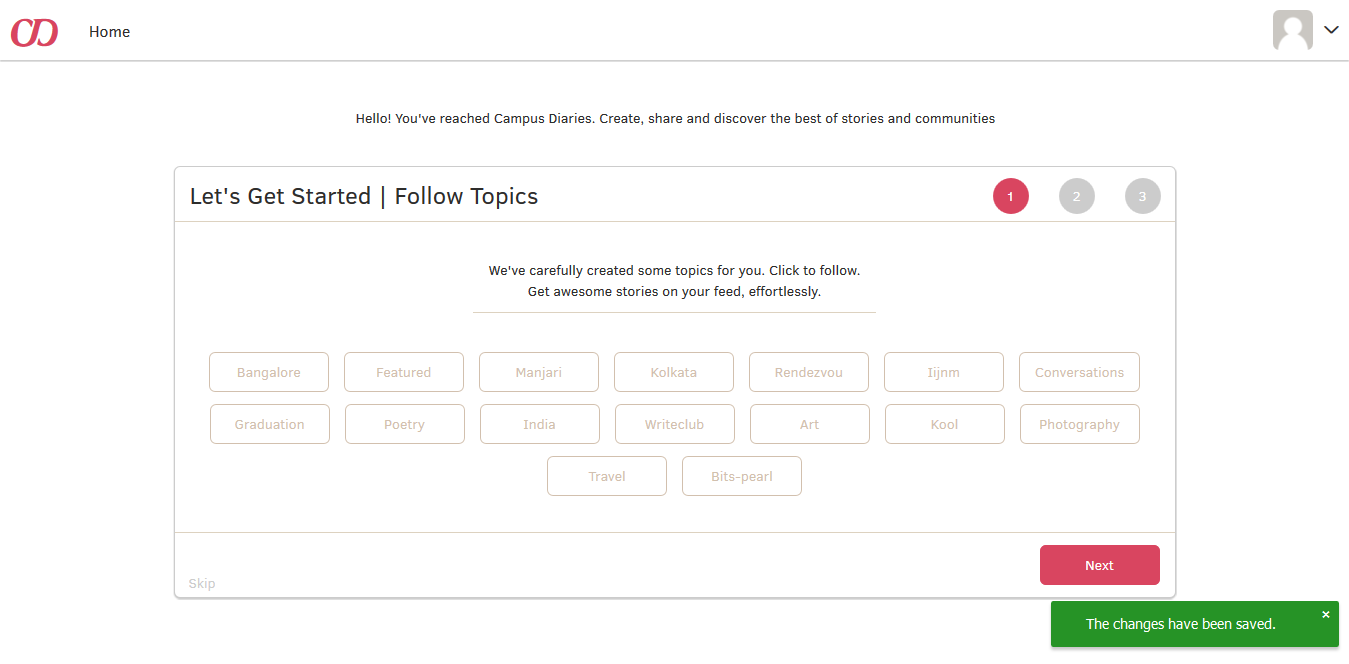 CD Home
Hello! You've reached Campus Diaries. Create, share and discover the best of stories and communities
Let's Get Started | Follow Topics 1 2 3
We've carefully created some topics for you. Click to follow.
Get awesome stories on your feed, effortlessly.
Bangalore Featured Manjari Kolkata Rendezvou Iijnm Conversations
Graduation Poetry India Writeclub Art Kool Photography
Travel Bits-pearl
Next
Skip
The changes have been saved. ×